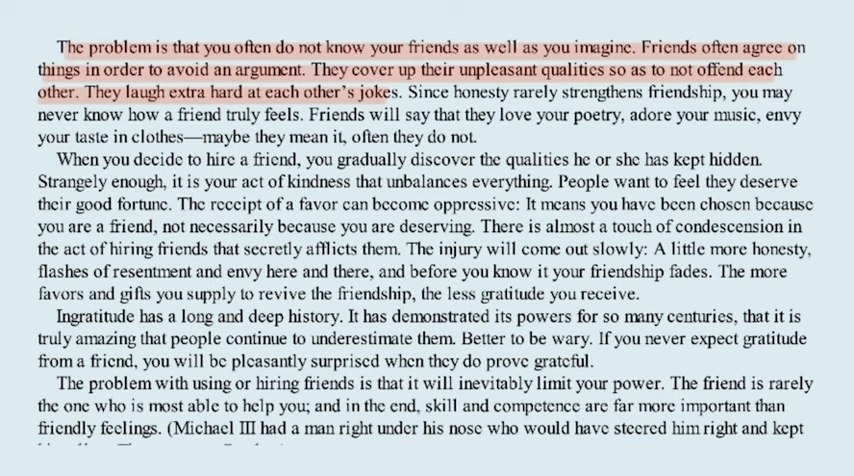 The problem is that you often do not know your friends as well as you imagine. Friends often agree on
things in order to avoid an argument. They cover up their unpleasant qualities so as to not offend each
other. They laugh extra hard at each other's jokes. Since honesty rarely strengthens friendship, you may
never know how a friend truly feels. Friends will say that they love your poetry, adore your music, envy
your taste in clothes—maybe they mean it, often they do not.
When you decide to hire a friend, you gradually discover the qualities he or she has kept hidden.
Strangely enough, it is your act of kindness that unbalances everything. People want to feel they deserve
their good fortune. The receipt of a favor can become oppressive: It means you have been chosen because
you are a friend, not necessarily because you are deserving. There is almost a touch of condescension in
the act of hiring friends that secretly afflicts them. The injury will come out slowly: A little more honesty,
flashes of resentment and envy here and there, and before you know it your friendship fades. The more
favors and gifts you supply to revive the friendship, the less gratitude you receive.
Ingratitude has a long and deep history. It has demonstrated its powers for so many centuries, that it is
truly amazing that people continue to underestimate them. Better to be wary. If you never expect gratitude
from a friend, you will be pleasantly surprised when they do prove grateful.
The problem with using or hiring friends is that it will inevitably limit your power. The friend is rarely
the one who is most able to help you; and in the end, skill and competence are far more important than
friendly feelings. (Michael III had a man right under his nose who would have steered him right and kept